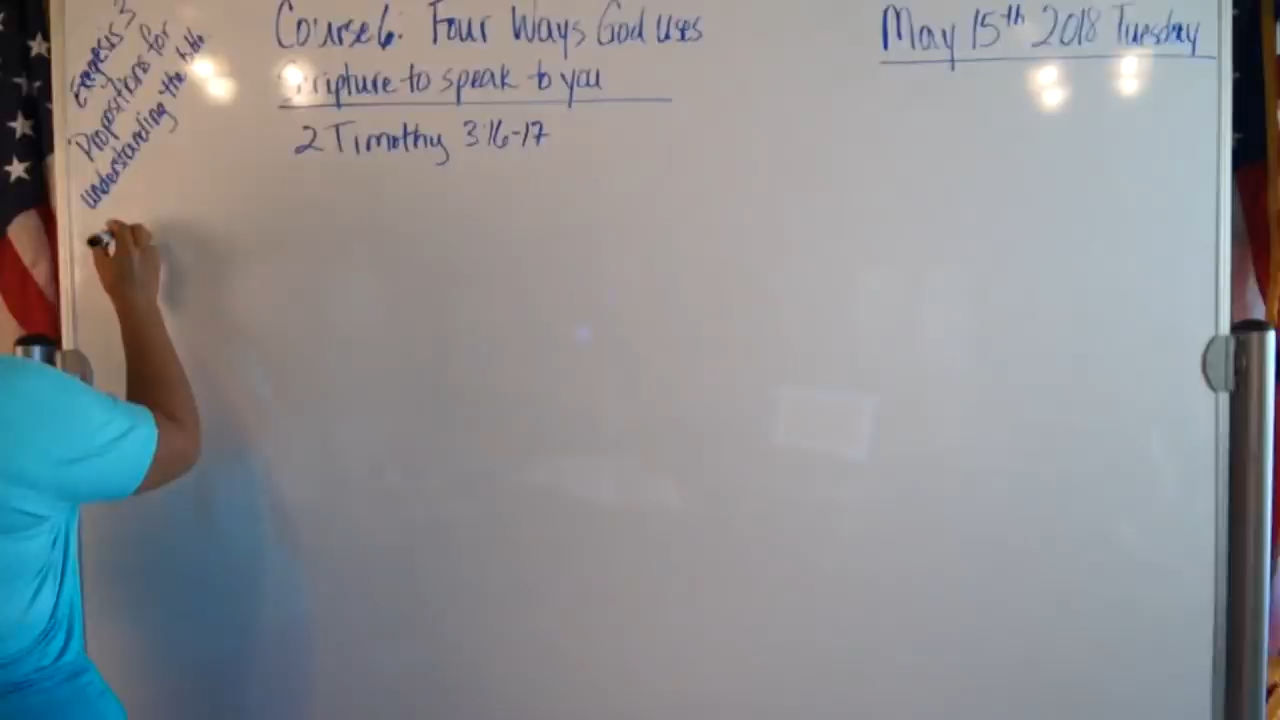 Exegesis 3
Propositions for
understanding the bible
Course 6: Four Ways God uses
Scripture to speak to you
2 Timothy 3:16-17
May 15th 2018 Tuesday